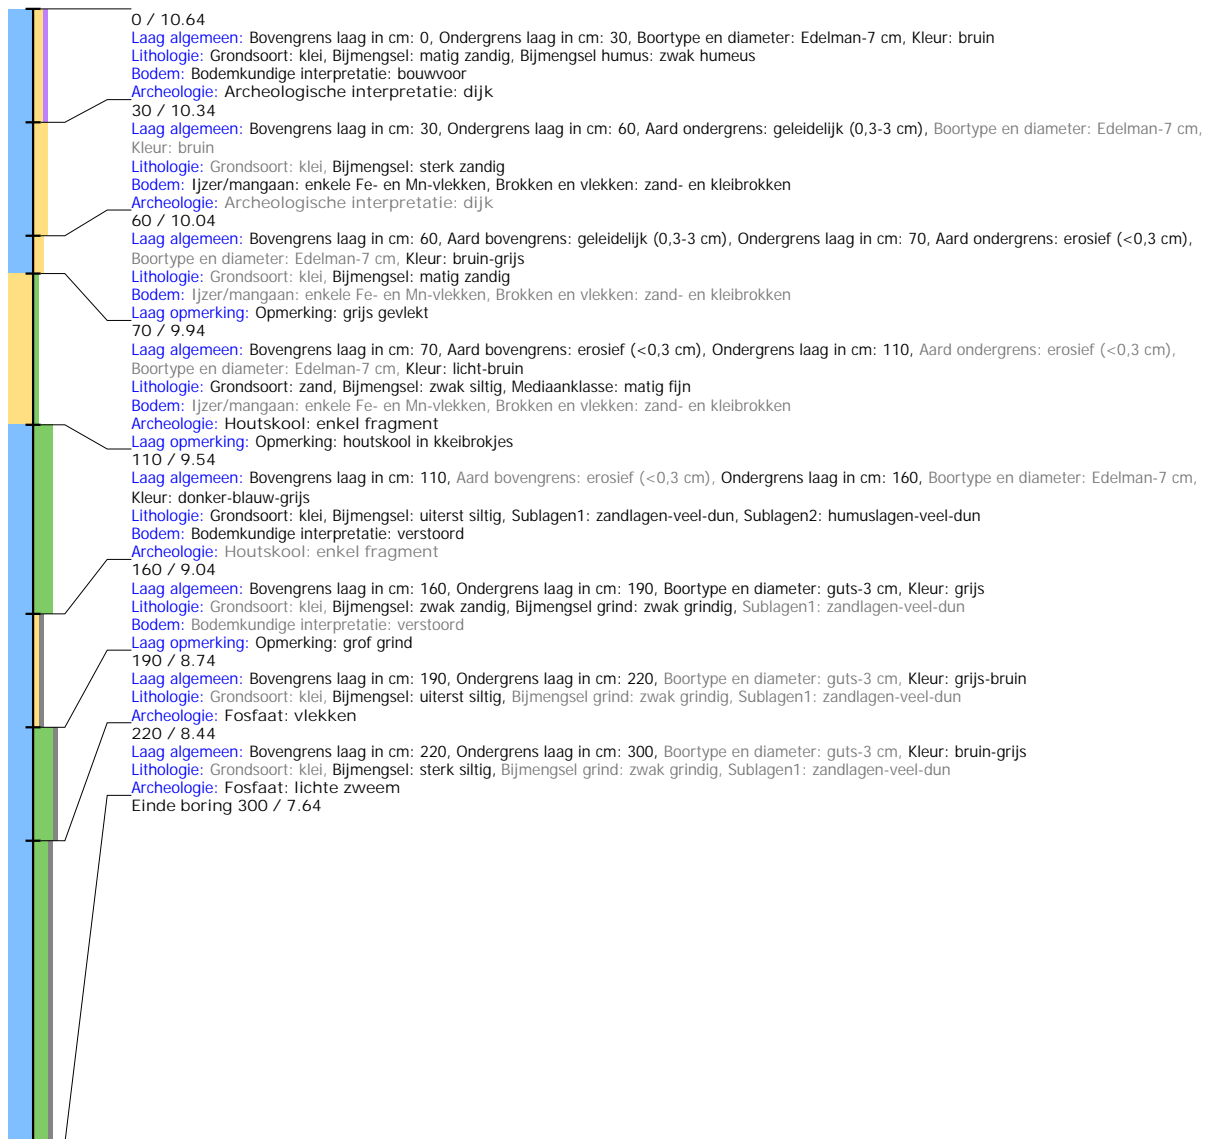 0 / 10.64
Laag algemeen: Bovengrens laag in cm: 0, Ondergrens laag in cm: 30, Boortype en diameter: Edelman-7 cm, Kleur: bruin
Lithologie: Grondsoort: klei, Bijmengsel: matig zandig, Bijmengsel humus: zwak humeus
Bodem: Bodemkundige interpretatie: bouwvoor
Archeologie: Archeologische interpretatie: dijk
30 / 10.34
Laag algemeen: Bovengrens laag in cm: 30, Ondergrens laag in cm: 60, Aard ondergrens: geleidelijk (0,3-3 cm), Boortype en diameter: Edelman-7 cm,
Kleur: bruin
Lithologie: Grondsoort: klei, Bijmengsel: sterk zandig
Bodem: Ijzer/mangaan: enkele Fe- en Mn-vlekken, Brokken en vlekken: zand- en kleibrokken
Archeologie: Archeologische interpretatie: dijk
60 / 10.04
Laag algemeen: Bovengrens laag in cm: 60, Aard bovengrens: geleidelijk (0,3-3 cm), Ondergrens laag in cm: 70, Aard ondergrens: erosief (<0,3 cm),
Boortype en diameter: Edelman-7 cm, Kleur: bruin-grijs
Lithologie: Grondsoort: klei, Bijmengsel: matig zandig
Bodem: Ijzer/mangaan: enkele Fe- en Mn-vlekken, Brokken en vlekken: zand- en kleibrokken
Laag opmerking: Opmerking: grijs gevlekt
70 / 9.94
Laag algemeen: Bovengrens laag in cm: 70, Aard bovengrens: erosief (<0,3 cm), Ondergrens laag in cm: 110, Aard ondergrens: erosief (<0,3 cm),
Boortype en diameter: Edelman-7 cm, Kleur: licht-bruin
Lithologie: Grondsoort: zand, Bijmengsel: zwak siltig, Mediaanklasse: matig fijn
Bodem: Ijzer/mangaan: enkele Fe- en Mn-vlekken, Brokken en vlekken: zand- en kleibrokken
Archeologie: Houtskool: enkel fragment
Laag opmerking: Opmerking: houtskool in kkeibrokjes
110 / 9.54
Laag algemeen: Bovengrens laag in cm: 110, Aard bovengrens: erosief (<0,3 cm), Ondergrens laag in cm: 160, Boortype en diameter: Edelman-7 cm,
Kleur: donker-blauw-grijs
Lithologie: Grondsoort: klei, Bijmengsel: uiterst siltig, Sublagen1: zandlagen-veel-dun, Sublagen2: humuslagen-veel-dun
Bodem: Bodemkundige interpretatie: verstoord
Archeologie: Houtskool: enkel fragment
160 / 9.04
Laag algemeen: Bovengrens laag in cm: 160, Ondergrens laag in cm: 190, Boortype en diameter: guts-3 cm, Kleur: grijs
Lithologie: Grondsoort: klei, Bijmengsel: zwak zandig, Bijmengsel grind: zwak grindig, Sublagen1: zandlagen-veel-dun
Bodem: Bodemkundige interpretatie: verstoord
Laag opmerking: Opmerking: grof grind
190 / 8.74
Laag algemeen: Bovengrens laag in cm: 190, Ondergrens laag in cm: 220, Boortype en diameter: guts-3 cm, Kleur: grijs-bruin
Lithologie: Grondsoort: klei, Bijmengsel: uiterst siltig, Bijmengsel grind: zwak grindig, Sublagen1: zandlagen-veel-dun
Archeologie: Fosfaat: vlekken
220 / 8.44
Laag algemeen: Bovengrens laag in cm: 220, Ondergrens laag in cm: 300, Boortype en diameter: guts-3 cm, Kleur: bruin-grijs
Lithologie: Grondsoort: klei, Bijmengsel: sterk siltig, Bijmengsel grind: zwak grindig, Sublagen1: zandlagen-veel-dun
Archeologie: Fosfaat: lichte zweem
Einde boring 300 / 7.64